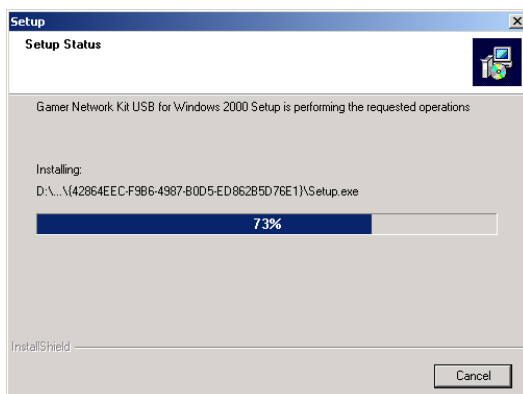 Setup
Setup Status
Gamer Network Kit USB for Windows 2000 Setup is performing the requested operations
Installing:
D:\...\{42864EEC-F9B6-4987-B0D5-ED862B5D76E1}\Setup.exe
73%
InstallShield
Cancel